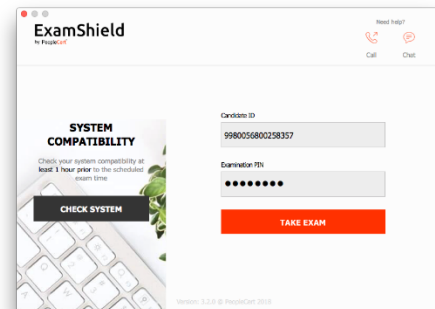 ExamShield
by PeopleCert
Need help?
Call
Chat
SYSTEM
COMPATIBILITY
Check your system compatibility at
least 1 hour prior to the scheduled
exam time
CHECK SYSTEM
Candidate ID
9980056800258357
Examination PIN
●●●●●●●●
TAKE EXAM
Version: 3.2.6 @ PeopleCert 2018